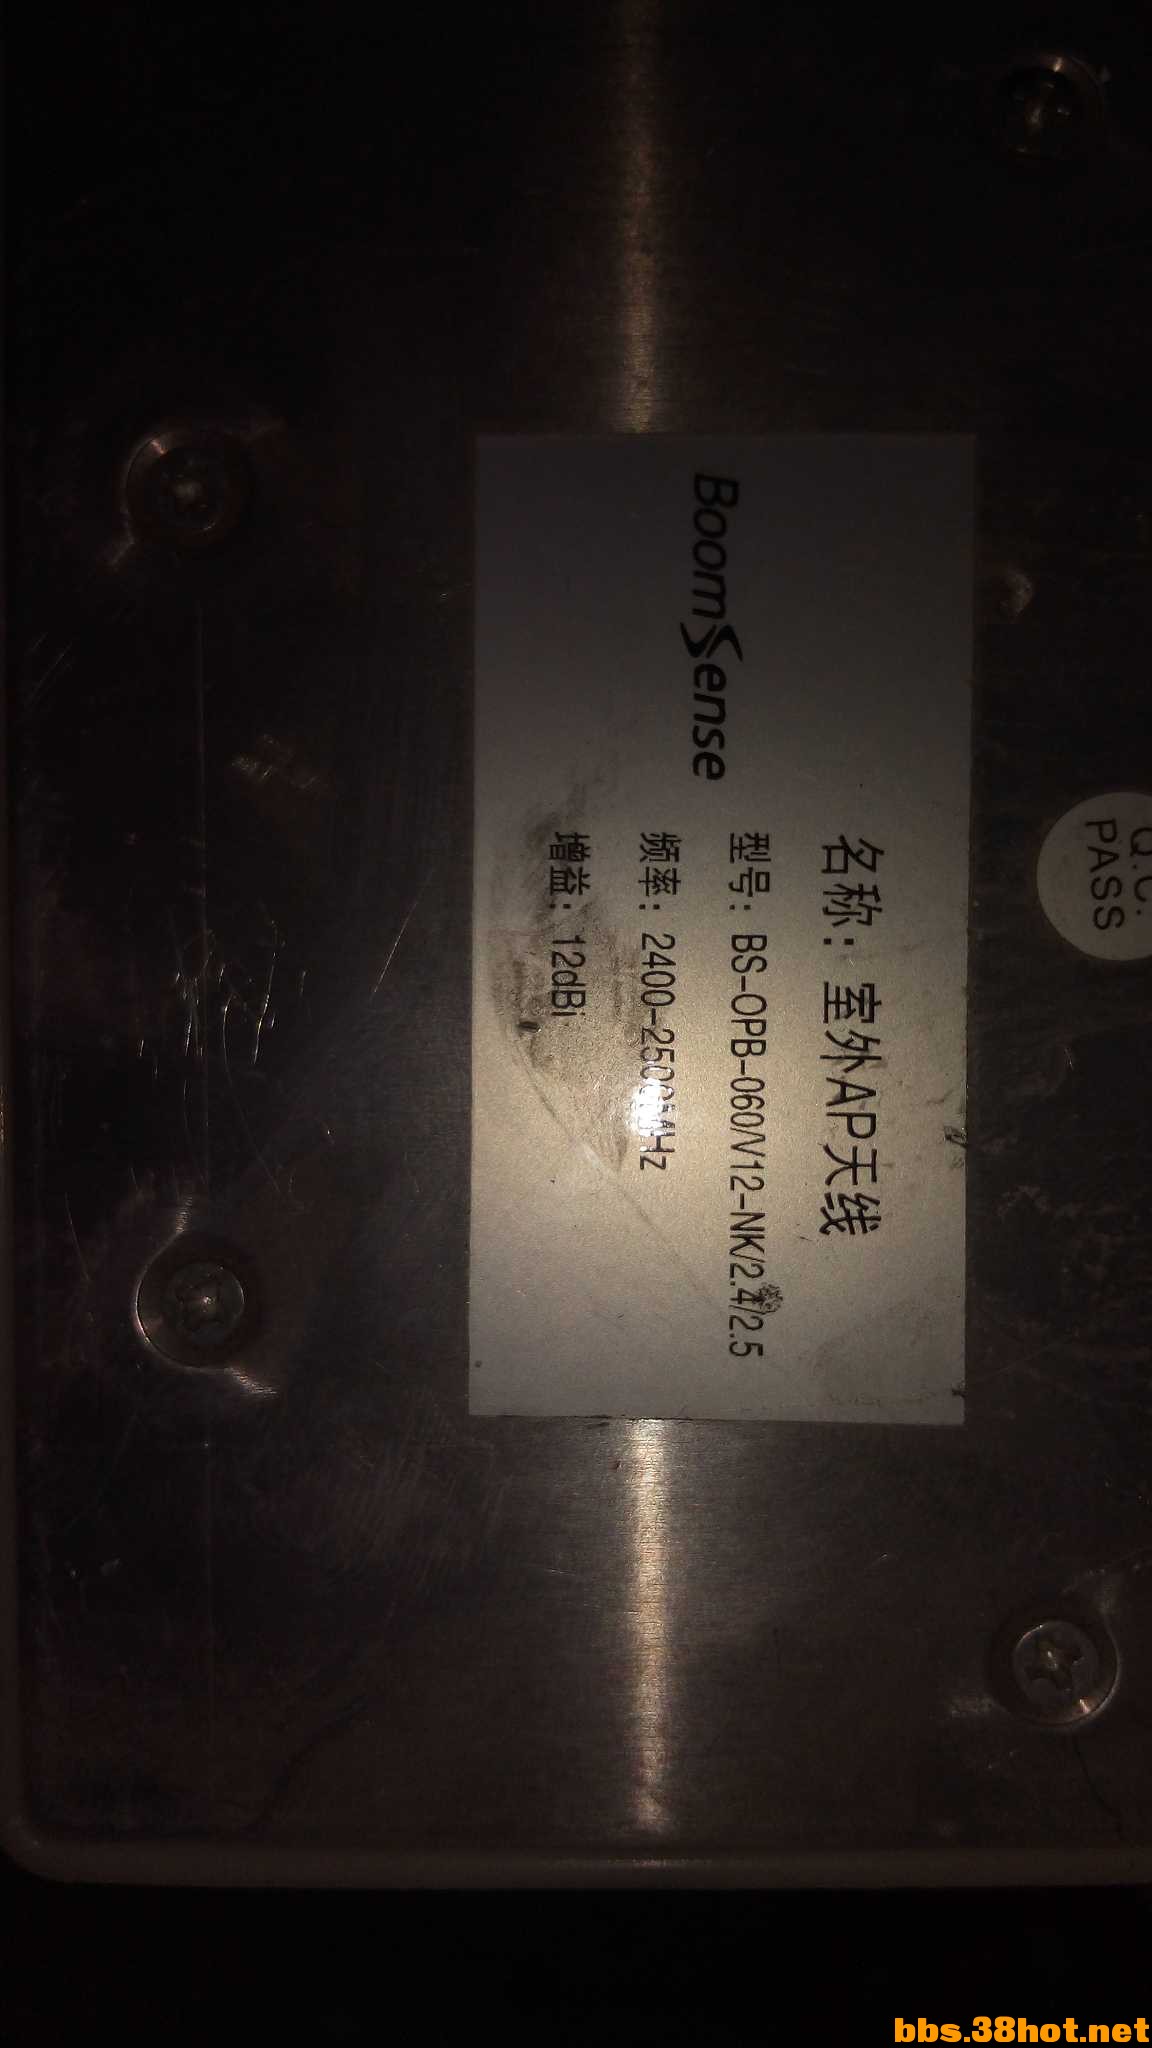 BoomSense
名称: 室外AP天线
型号: BS-OPB-060/V12-NK/2.4/2.5
频率: 2400-2500MHz
增益: 12dBi
Q.C.
PASS
bbs.38hot.net